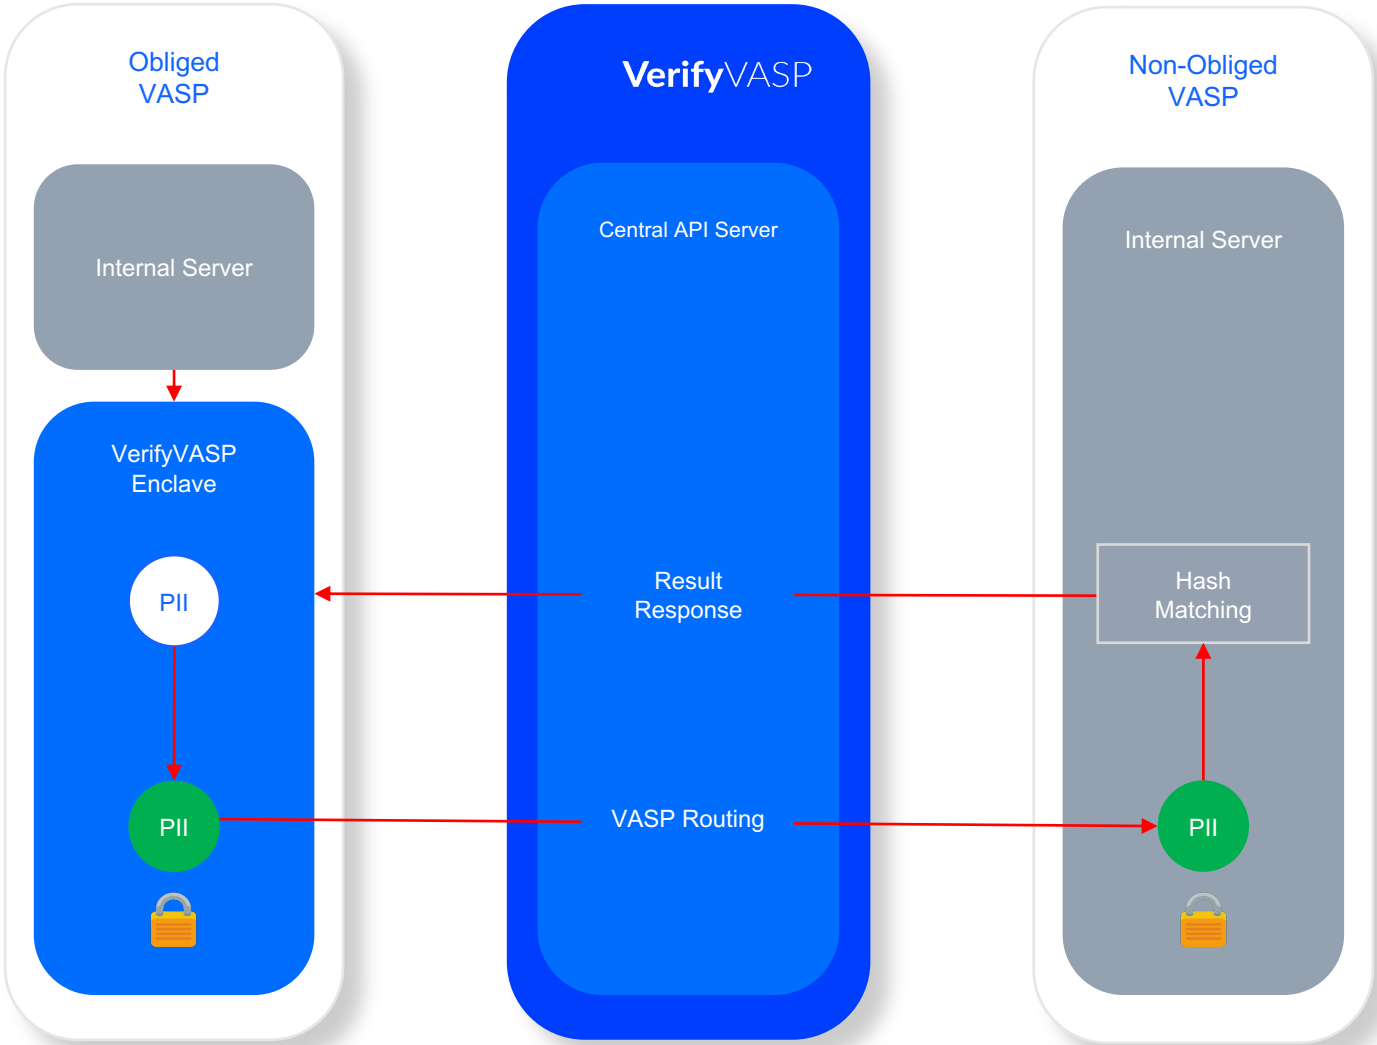 Obliged
VASP
Internal Server
VerifyVASP
Enclave
PII
PII
VerifyVASP
Central API Server
Result
Response
VASP Routing
Non-Obliged
VASP
Internal Server
Hash
Matching
PII